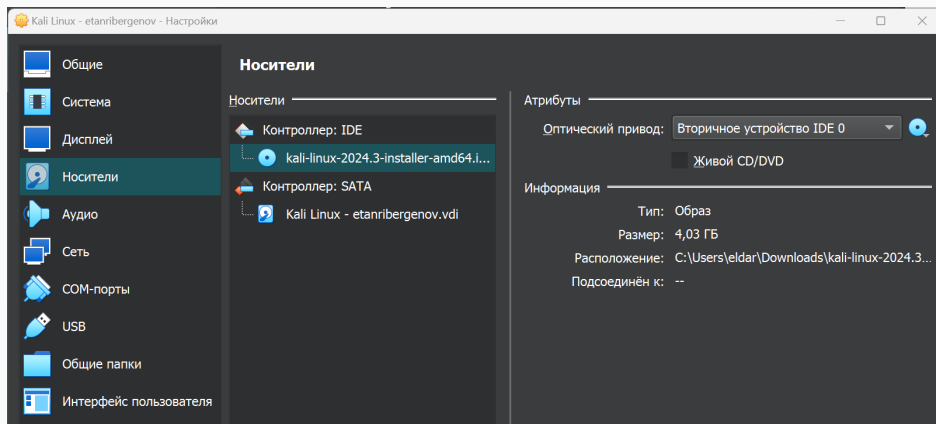 Kali Linux - etanribergenov - Настройки
Общие
Система
Дисплей
Носители
Аудио
Сеть
COM-порты
USB
Общие папки
Интерфейс пользователя
Носители
Носители
Контроллер: IDE
kali-linux-2024.3-installer-amd64.i...
Контроллер: SATA
Kali Linux - etanribergenov.vdi
Атрибуты
Оптический привод: Вторичное устройство IDE 0
Живой CD/DVD
Информация
Тип: Образ
Размер: 4,03 ГБ
Расположение: C:\Users\eldar\Downloads\kali-linux-2024.3...
Подсоединён к: --